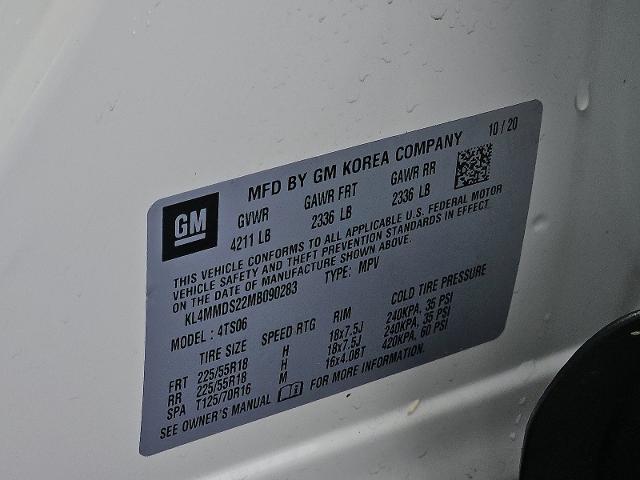 GM
MFD BY GM KOREA COMPANY 10/20
GVWR GAWR FRT GAWR RR
4211 LB 2336 LB 2336 LB
THIS VEHICLE CONFORMS TO ALL APPLICABLE U.S. FEDERAL MOTOR
VEHICLE SAFETY AND THEFT PREVENTION STANDARDS IN EFFECT
ON THE DATE OF MANUFACTURE SHOWN ABOVE.
KL4MMDS22MB090283 TYPE: MPV
MODEL : 4TS06
TIRE SIZE SPEED RTG RIM COLD TIRE PRESSURE
FRT 225/55R18 H 18x7.5J 240KPA, 35 PSI
RR 225/55R18 H 18x7.5J 240KPA, 35 PSI
SPA T125/70R16 M 16x4.0BT 420KPA, 60 PSI
SEE OWNER'S MANUAL FOR MORE INFORMATION.